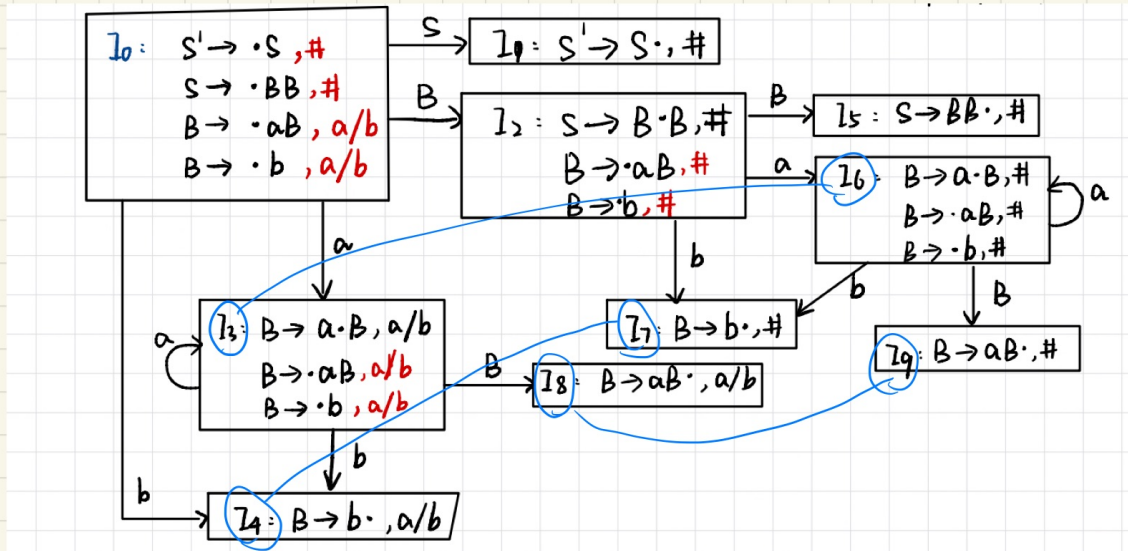 I0: S'→ ·S ,#
S→ ·BB ,#
B→ ·aB , a/b
B→ ·b , a/b
S
I1: S'→ S·, #
B
I2: S→ B·B, #
B→·aB, #
B→·b, #
B
I5: S→BB·, #
a
I6: B→ a·B, #
B→ ·aB, #
B→ ·b, #
a
a
b
b
B
I3: B→ a·B, a/b
B→·aB, a/b
B→ ·b , a/b
a
I7: B→ b·, #
I9: B→ aB·, #
B
I8: B→aB·, a/b
b
b
I4: B→ b· , a/b